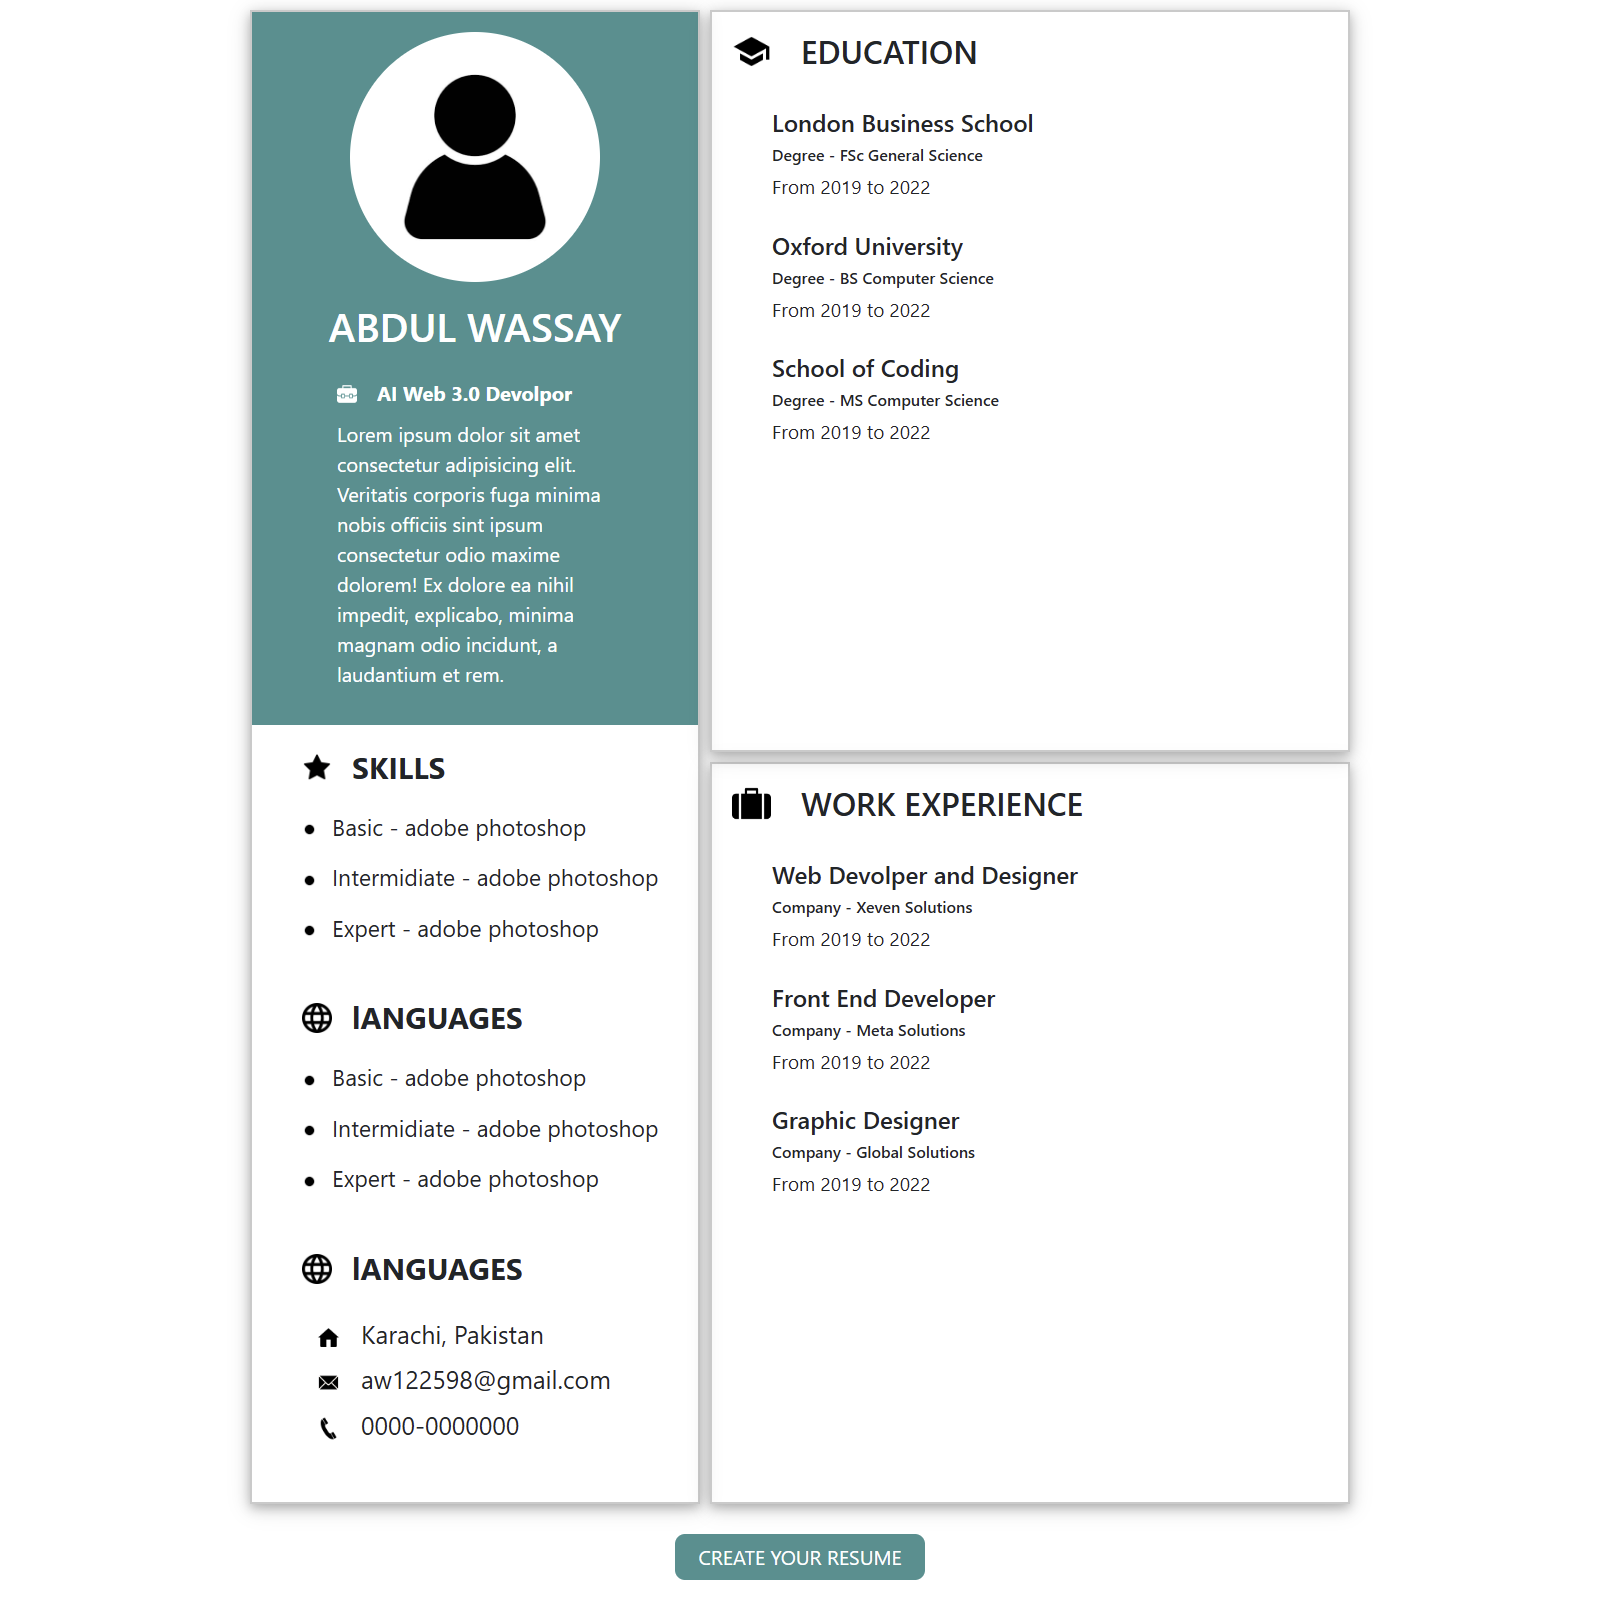 ABDUL WASSAY
AI Web 3.0 Devolpor
Lorem ipsum dolor sit amet
consectetur adipisicing elit.
Veritatis corporis fuga minima
nobis officiis sint ipsum
consectetur odio maxime
dolorem! Ex dolore ea nihil
impedit, explicabo, minima
magnam odio incidunt, a
laudantium et rem.
SKILLS
Basic - adobe photoshop
Intermidiate - adobe photoshop
Expert - adobe photoshop
lANGUAGES
Basic - adobe photoshop
Intermidiate - adobe photoshop
Expert - adobe photoshop
lANGUAGES
Karachi, Pakistan
aw122598@gmail.com
0000-0000000
EDUCATION
London Business School
Degree - FSc General Science
From 2019 to 2022
Oxford University
Degree - BS Computer Science
From 2019 to 2022
School of Coding
Degree - MS Computer Science
From 2019 to 2022
WORK EXPERIENCE
Web Devolper and Designer
Company - Xeven Solutions
From 2019 to 2022
Front End Developer
Company - Meta Solutions
From 2019 to 2022
Graphic Designer
Company - Global Solutions
From 2019 to 2022
CREATE YOUR RESUME